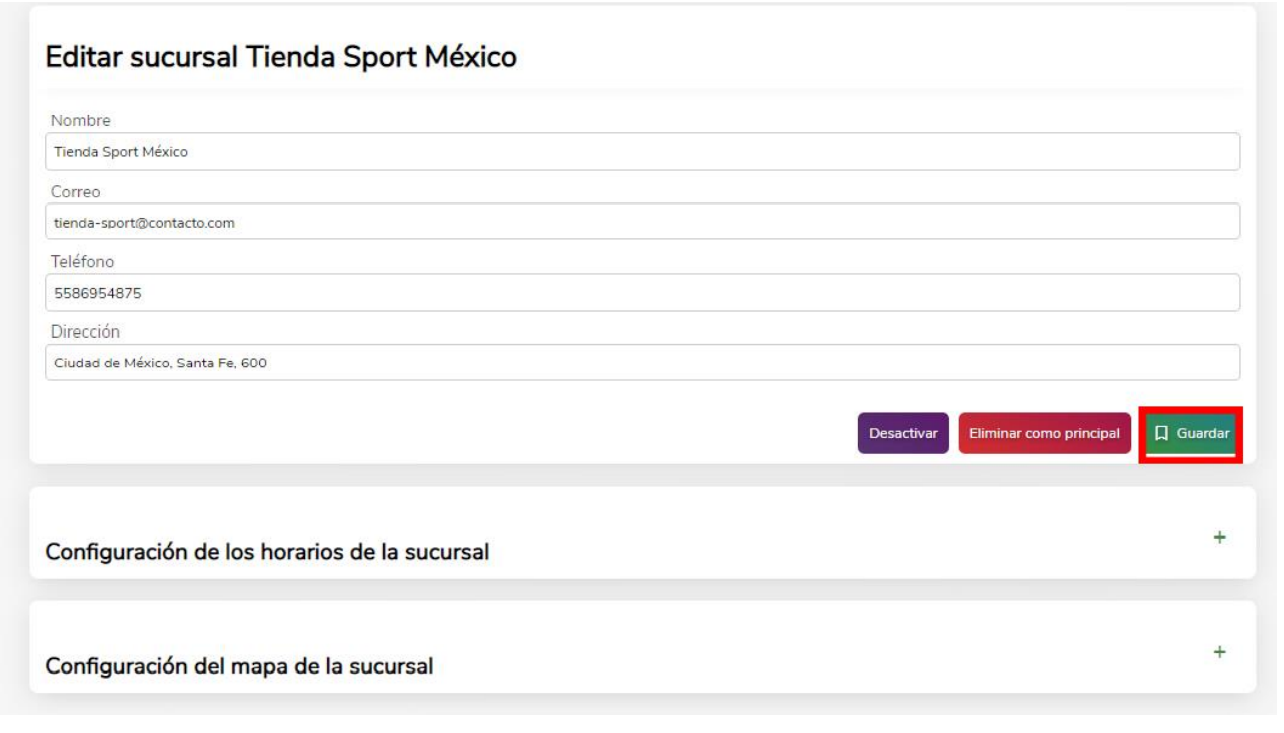 Editar sucursal Tienda Sport México
Nombre
Tienda Sport México
Correo
tienda-sport@contacto.com
Teléfono
5586954875
Dirección
Ciudad de México, Santa Fe, 600
Desactivar Eliminar como principal Guardar
Configuración de los horarios de la sucursal +
Configuración del mapa de la sucursal +